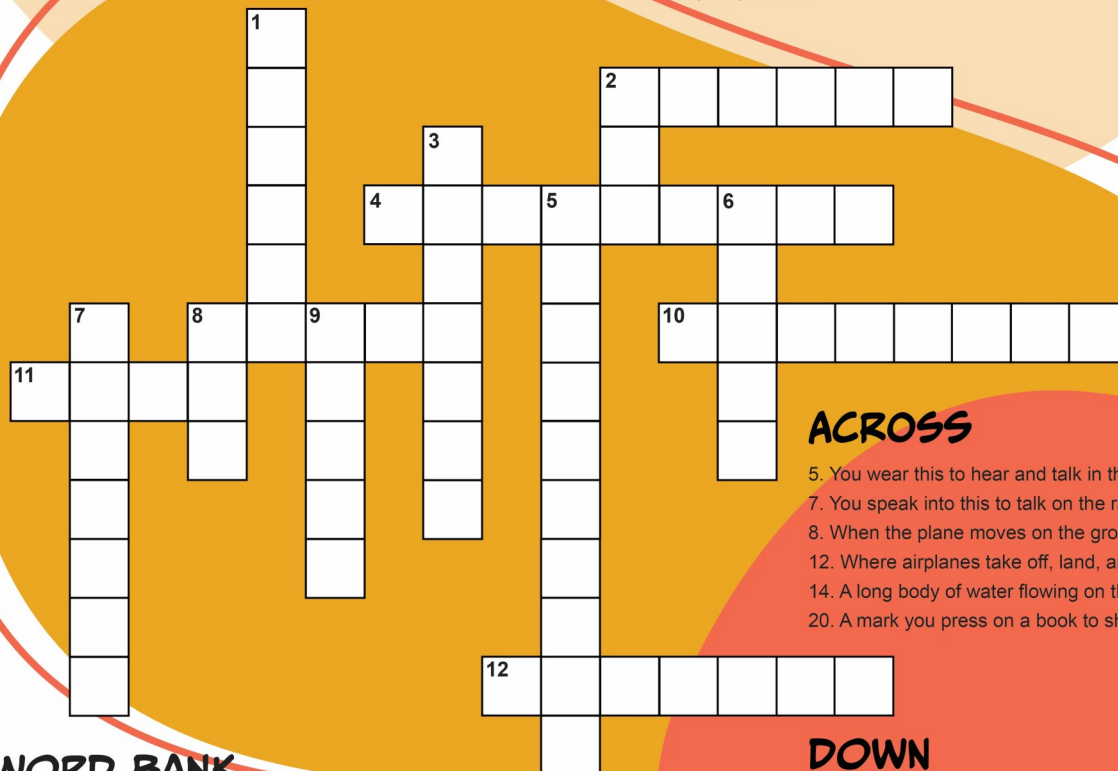 1
2
3
4 5 6
7 8 9 10
11
ACROSS
5. You wear this to hear and talk in
7. You speak into this to talk on the
8. When the plane moves on the
12. Where airplanes take off, land,
14. A long body of water flowing on
20. A mark you press on a book to
12
WORD BANK
DOWN